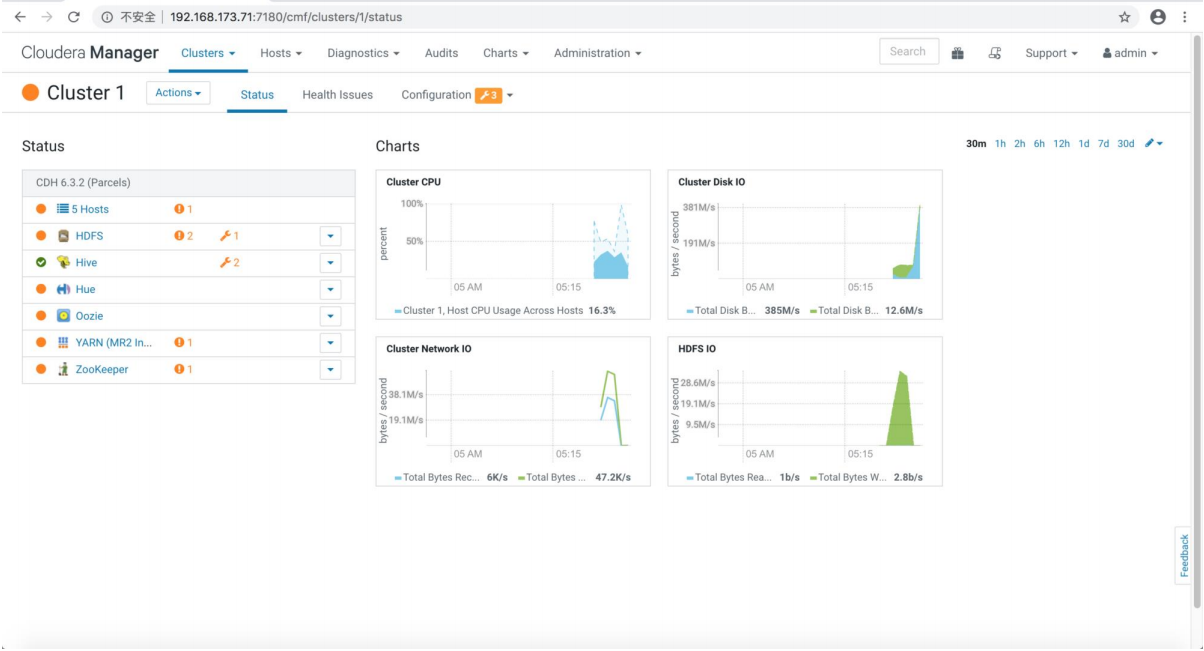 不安全 | 192.168.173.71:7180/cmf/clusters/1/status
Cloudera Manager Clusters Hosts Diagnostics Audits Charts Administration Search Support admin
Cluster 1 Actions Status Health Issues Configuration 3
Status
Charts
30m 1h 2h 6h 12h 1d 7d 30d
CDH 6.3.2 (Parcels)
5 Hosts 1
HDFS 2 1
Hive 2
Hue
Oozie
YARN (MR2 In... 1
ZooKeeper 1
Cluster CPU
percent
100%
50%
05 AM 05:15
Cluster 1, Host CPU Usage Across Hosts 16.3%
Cluster Disk IO
bytes / second
381M/s
191M/s
05 AM 05:15
Total Disk B... 385M/s Total Disk B... 12.6M/s
Cluster Network IO
bytes / second
38.1M/s
19.1M/s
05 AM 05:15
Total Bytes Rec... 6K/s Total Bytes ... 47.2K/s
HDFS IO
bytes / second
28.6M/s
19.1M/s
9.5M/s
05 AM 05:15
Total Bytes Rea... 1b/s Total Bytes W... 2.8b/s
Feedback